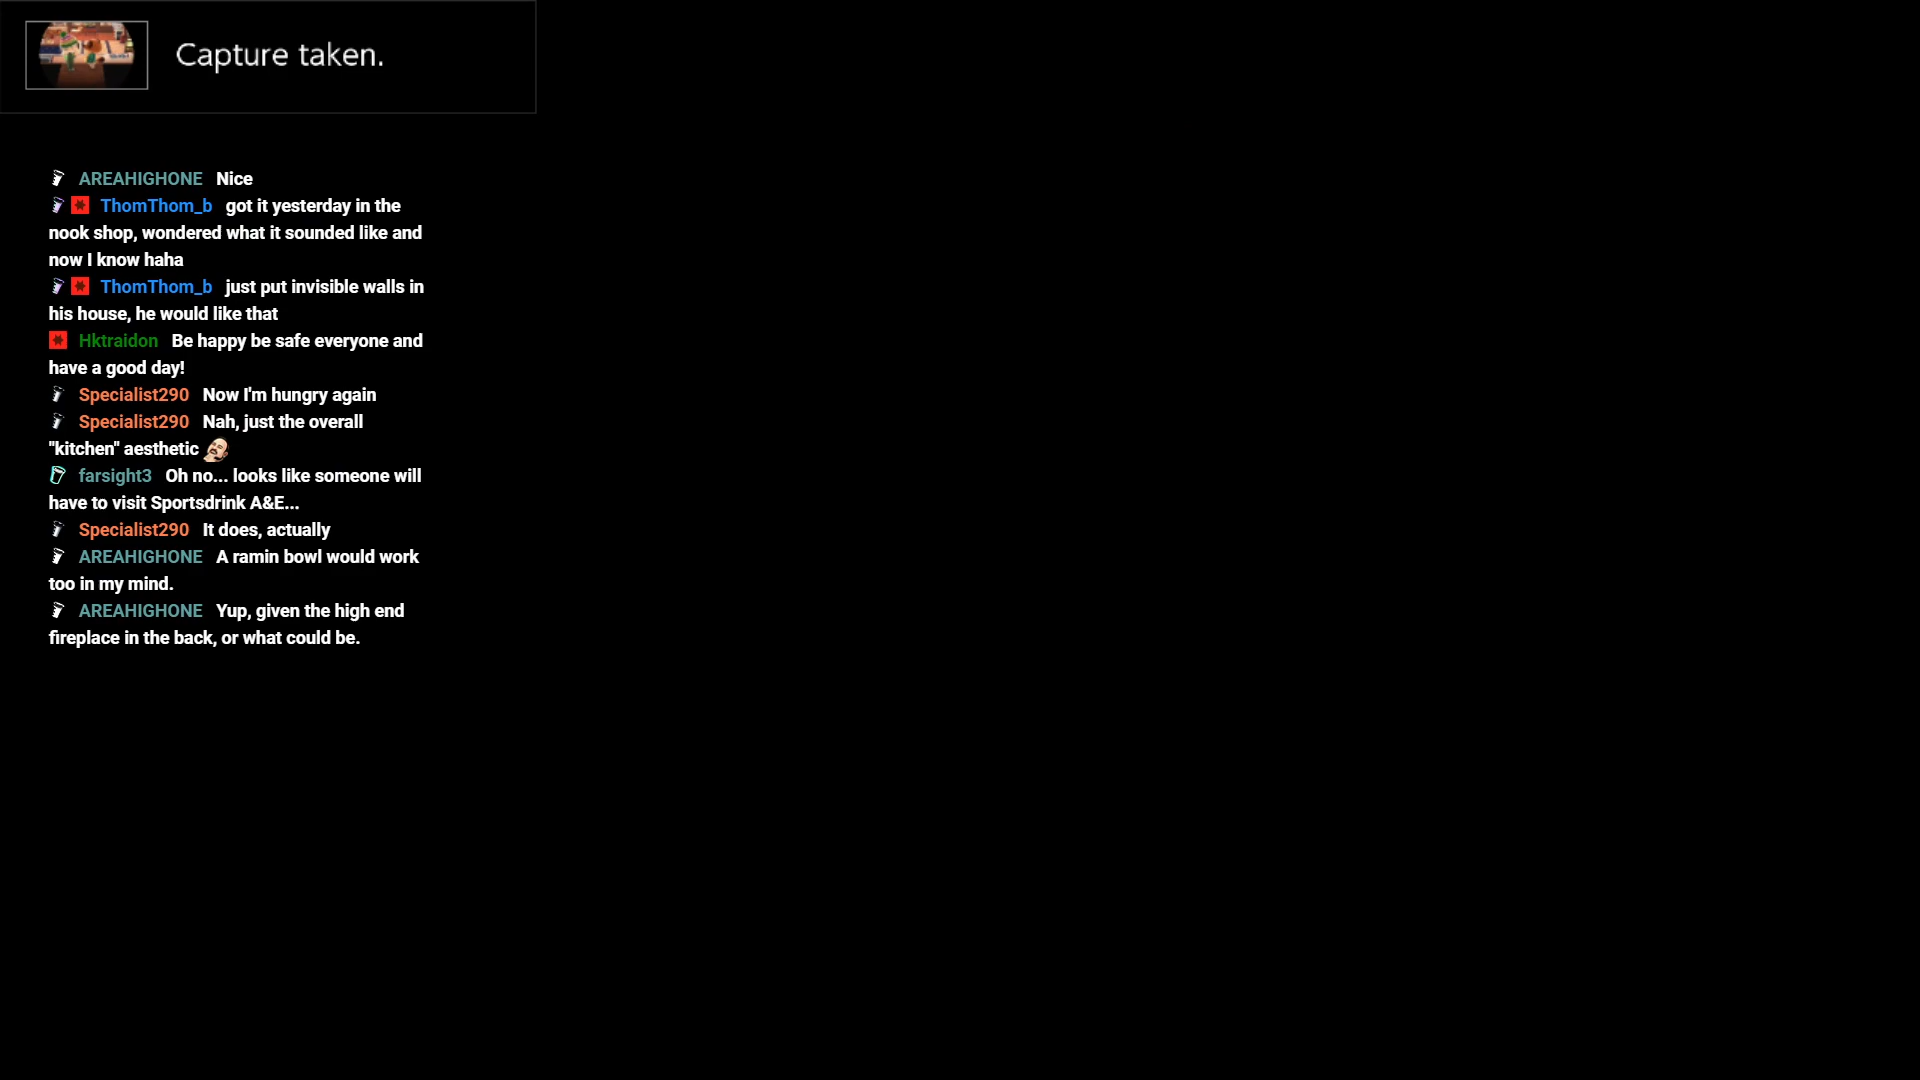 Capture taken.
AREAHIGHONE Nice
ThomThom_b got it yesterday in the
nook shop, wondered what it sounded like and
now I know haha
ThomThom_b just put invisible walls in
his house, he would like that
Hktraidon Be happy be safe everyone and
have a good day!
Specialist290 Now I'm hungry again
Specialist290 Nah, just the overall
"kitchen" aesthetic
farsight3 Oh no... looks like someone will
have to visit Sportsdrink A&E...
Specialist290 It does, actually
AREAHIGHONE A ramin bowl would work
too in my mind.
AREAHIGHONE Yup, given the high end
fireplace in the back, or what could be.